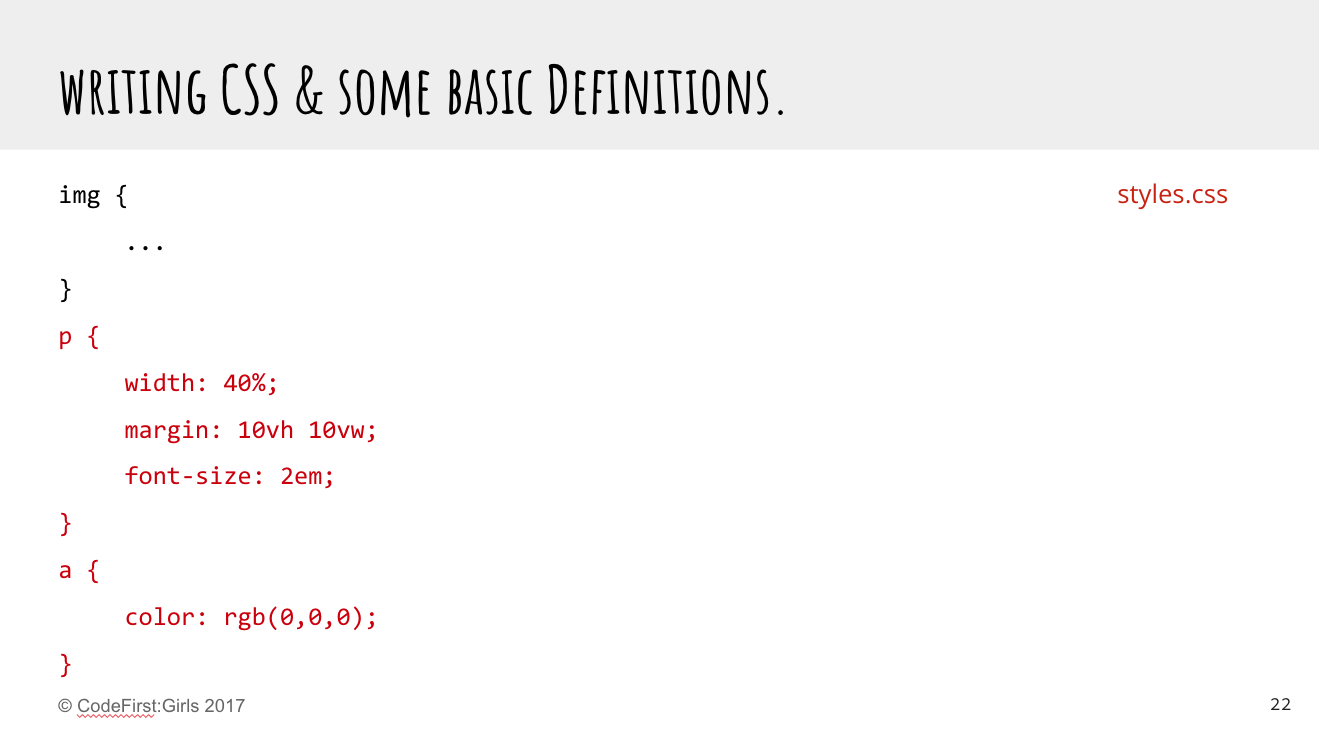 WRITING CSS & SOME BASIC DEFINITIONS.
img {
styles.css
...
}
p {
width: 40%;
margin: 10vh 10vw;
font-size: 2em;
}
a {
color: rgb(0,0,0);
}
© CodeFirst:Girls 2017
22